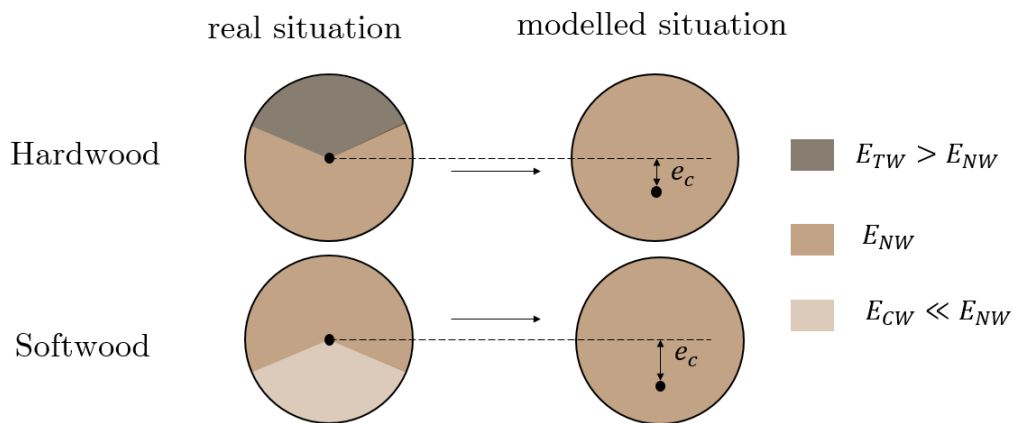 real situation
modelled situation
Hardwood
e_c
E_TW > E_NW
E_NW
Softwood
e_c
E_CW ≪ E_NW